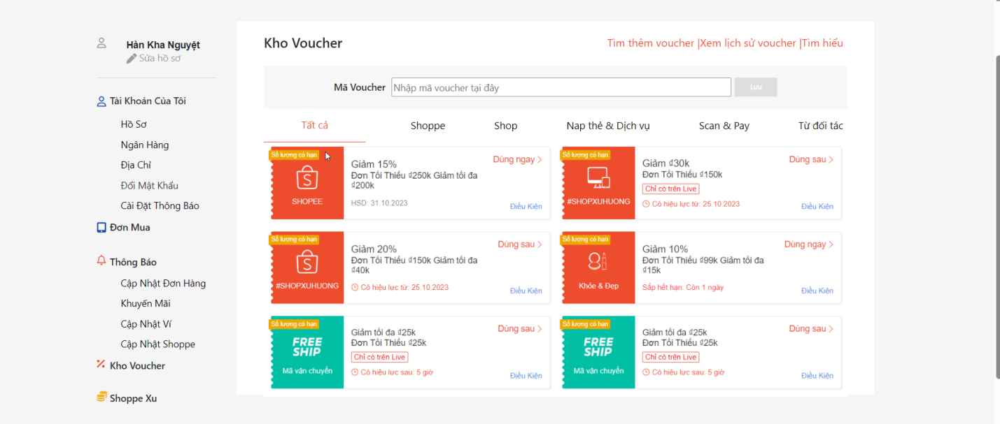 Hàn Kha Nguyệt
Sửa hồ sơ
Tài Khoản Của Tôi
Hồ Sơ
Ngân Hàng
Địa Chỉ
Đổi Mật Khẩu
Cài Đặt Thông Báo
Đơn Mua
Thông Báo
Cập Nhật Đơn Hàng
Khuyến Mãi
Cập Nhật Ví
Cập Nhật Shoppe
Kho Voucher
Shoppe Xu
Kho Voucher
Tìm thêm voucher |Xem lịch sử voucher |Tìm hiểu
Mã Voucher
Nhập mã voucher tại đây
Lưu
Tất cả
Shoppe
Shop
Nạp thẻ & Dịch vụ
Scan & Pay
Từ đối tác
Số lượng có hạn
SHOPEE
Giảm 15%
Đơn Tối Thiểu ₫250k Giảm tối đa
₫200k
HSD: 31.10.2023
Dùng ngay
Điều Kiện
Số lượng có hạn
#SHOPXUHUONG
Giảm ₫30k
Đơn Tối Thiểu ₫150k
Chỉ có trên Live
Có hiệu lực từ: 25.10.2023
Dùng sau
Điều Kiện
Số lượng có hạn
#SHOPXUHUONG
Giảm 20%
Đơn Tối Thiểu ₫150k Giảm tối đa
₫40k
Có hiệu lực từ: 25.10.2023
Dùng sau
Điều Kiện
Số lượng có hạn
Khỏe & Đẹp
Giảm 10%
Đơn Tối Thiểu ₫99k Giảm tối đa
₫15k
Sắp hết hạn: Còn 1 ngày
Dùng ngay
Điều Kiện
Số lượng có hạn
FREE
SHIP
Mã vận chuyển
Giảm tối đa ₫25k
Đơn Tối Thiểu ₫25k
Chỉ có trên Live
Có hiệu lực sau: 5 giờ
Dùng sau
Điều Kiện
Số lượng có hạn
FREE
SHIP
Mã vận chuyển
Giảm tối đa ₫25k
Đơn Tối Thiểu ₫25k
Chỉ có trên Live
Có hiệu lực sau: 5 giờ
Dùng sau
Điều Kiện